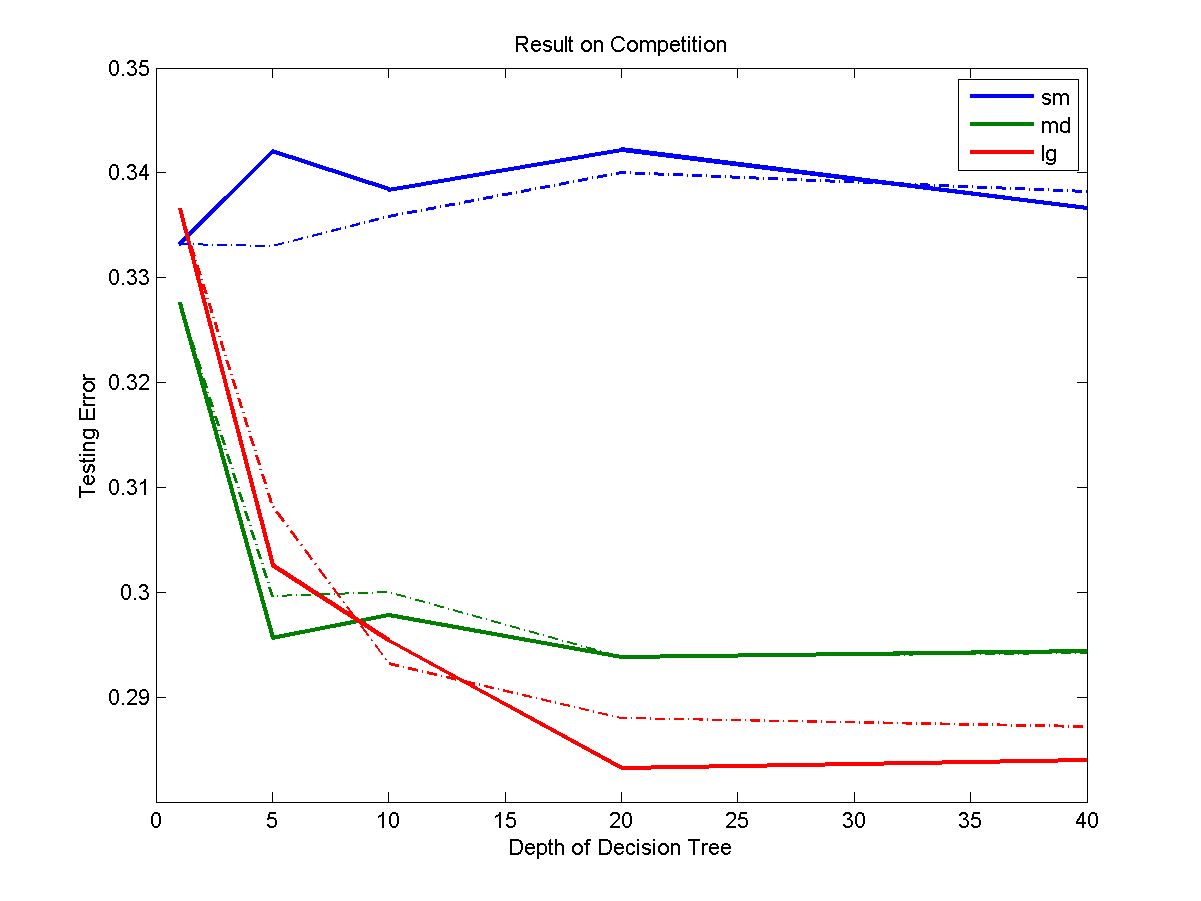 Result on Competition
0.35
0.34
0.33
0.32
0.31
0.3
0.29
Testing Error
sm
md
lg
0 5 10 15 20 25 30 35 40
Depth of Decision Tree